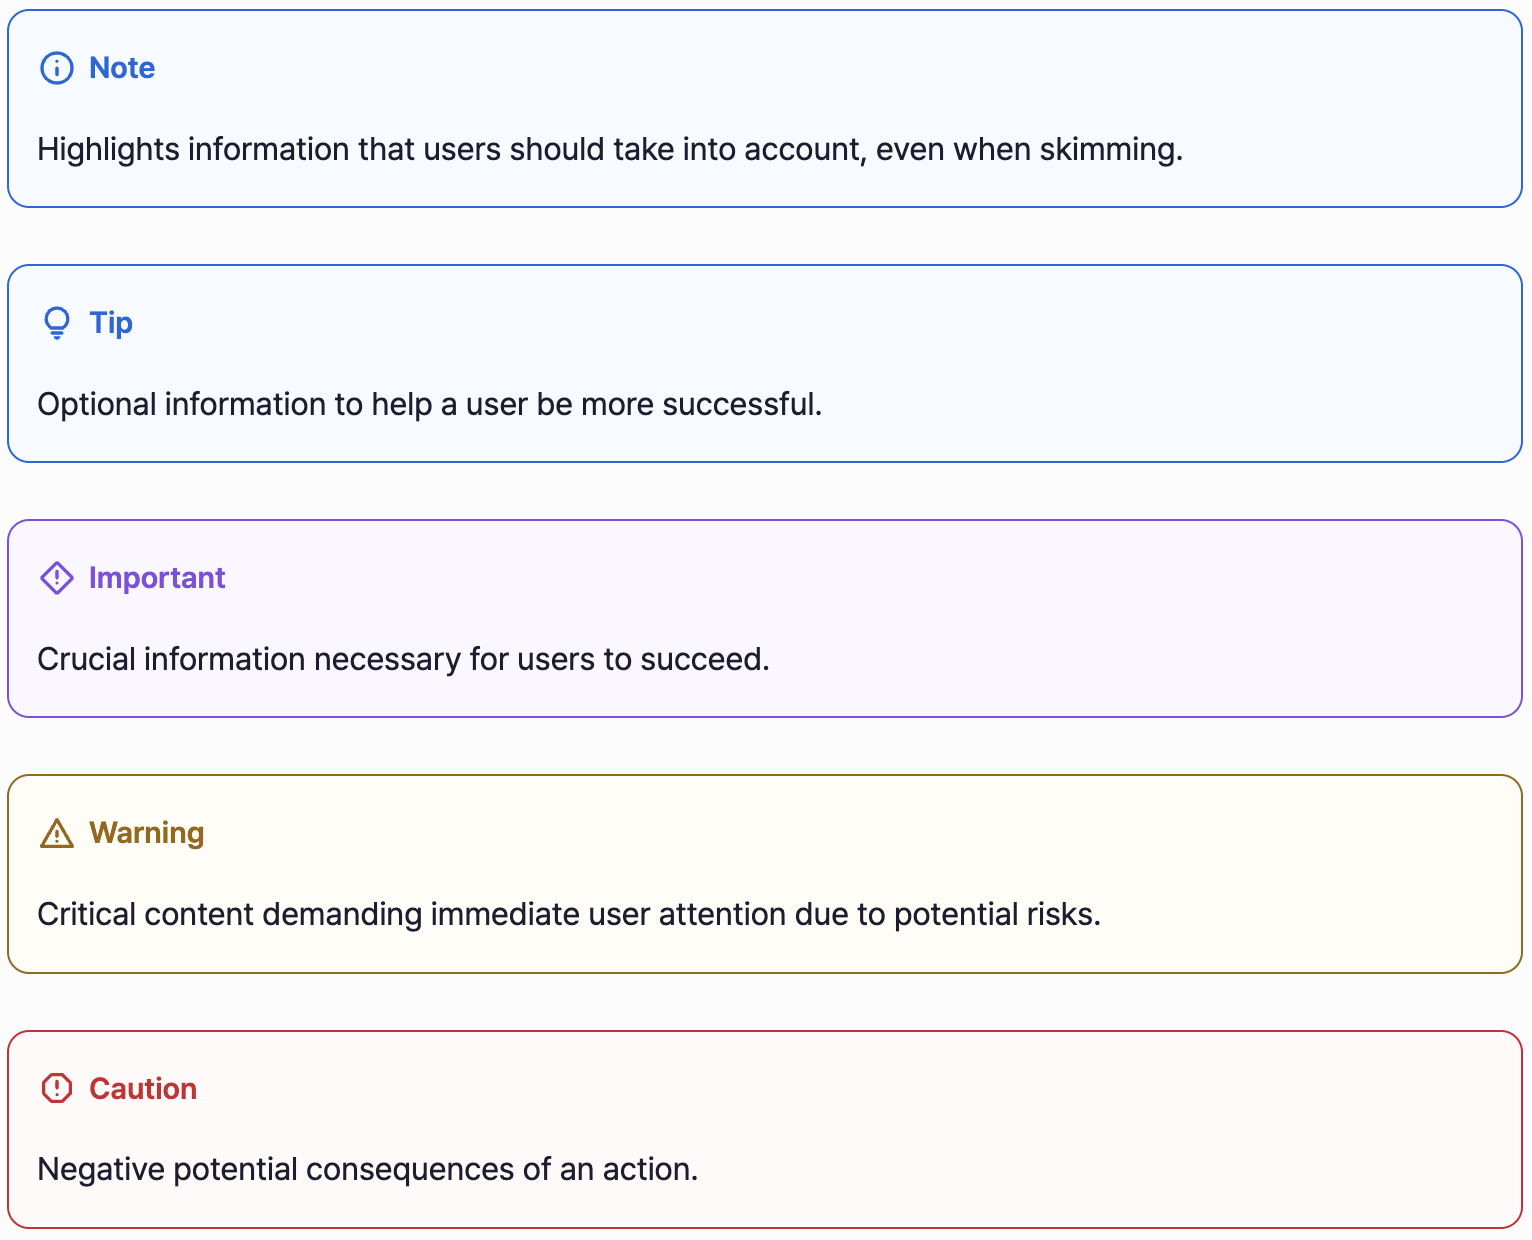 Note
Highlights information that users should take into account, even when skimming.
Tip
Optional information to help a user be more successful.
Important
Crucial information necessary for users to succeed.
Warning
Critical content demanding immediate user attention due to potential risks.
Caution
Negative potential consequences of an action.